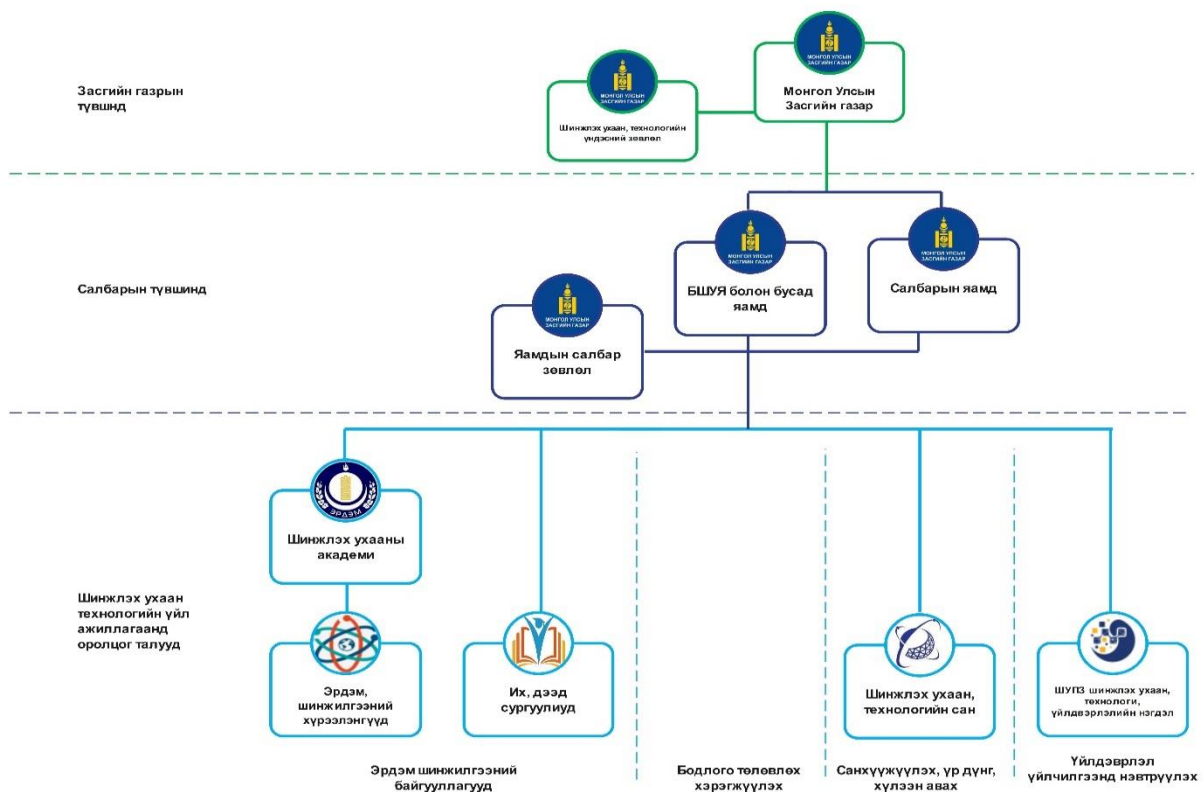 Засгийн газрын
түвшнд
МОНГОЛ УЛСЫН
ЗАСГИЙН ГАЗАР
Шинжлэх ухаан, технологийн
үндэсний зөвлөл
МОНГОЛ УЛСЫН
ЗАСГИЙН ГАЗАР
Монгол Улсын
Засгийн газар
Салбарын түвшинд
МОНГОЛ УЛСЫН
ЗАСГИЙН ГАЗАР
Яамдын салбар
зөвлөл
МОНГОЛ УЛСЫН
ЗАСГИЙН ГАЗАР
БШУЯ болон бусад
яамд
МОНГОЛ УЛСЫН
ЗАСГИЙН ГАЗАР
Салбарын яамд
Шинжлэх ухаан
технологийн үйл
ажиллагаанд
оролцог талууд
ЭРДЭМ
Шинжлэх ухааны
академи
Эрдэм,
шинжилгээний
хүрээлэнгүүд
Их, дээд
сургуулиуд
Шинжлэх ухаан,
технологийн сан
ШУПЗ шинжлэх ухаан,
технологи,
үйлдвэрлэлийн нэгдэл
Эрдэм шинжилгээний
байгууллагууд
Бодлого төлөвлөх
хэрэгжүүлэх
Санхүүжүүлэх, үр дүнг,
хүлээн авах
Үйлдэврлэл
үйлчилгээнд нэвтрүүлэх